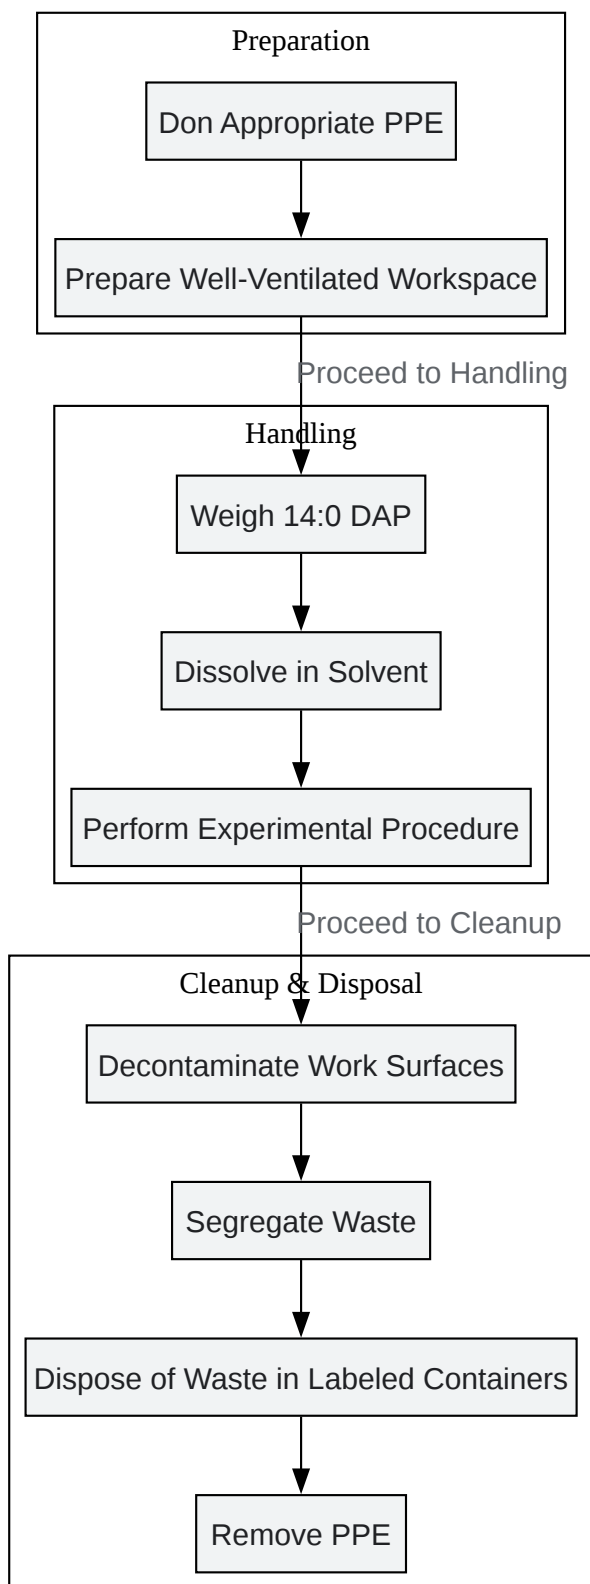 Preparation
Don Appropriate PPE
Prepare Well-Ventilated Workspace
Proceed to Handling
Handling
Weigh 14:0 DAP
Dissolve in Solvent
Perform Experimental Procedure
Proceed to Cleanup
Cleanup & Disposal
Decontaminate Work Surfaces
Segregate Waste
Dispose of Waste in Labeled Containers
Remove PPE